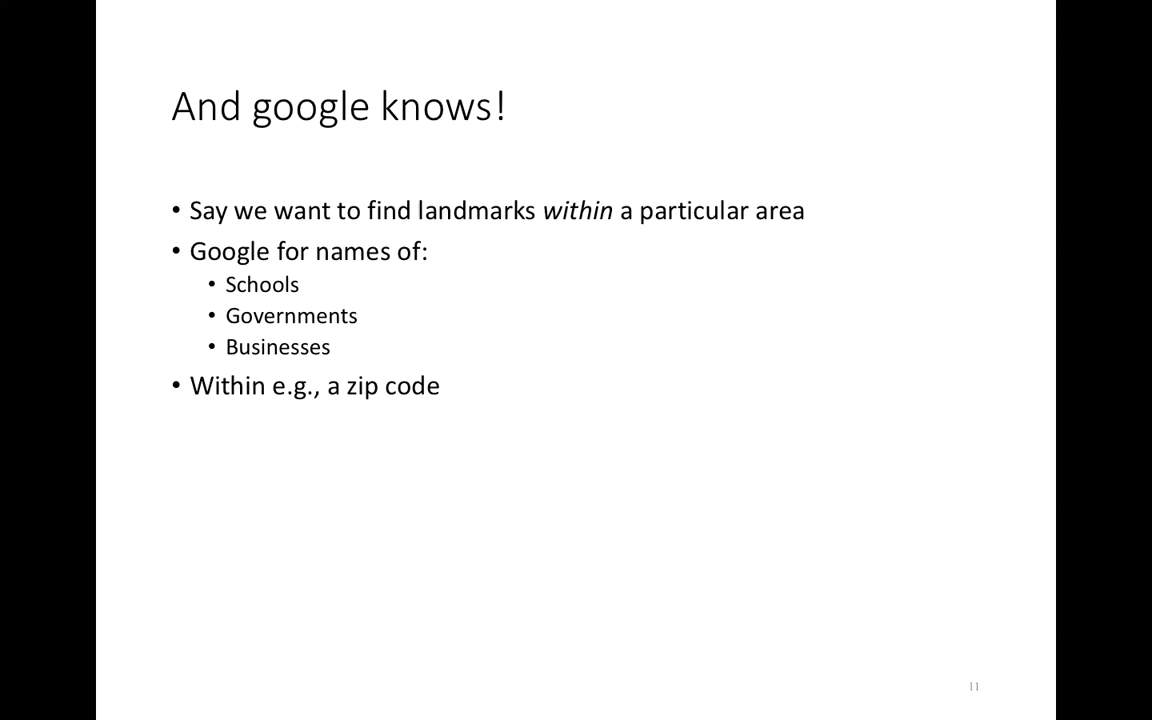 And google knows!
• Say we want to find landmarks within a particular area
• Google for names of:
• Schools
• Governments
• Businesses
• Within e.g., a zip code
11